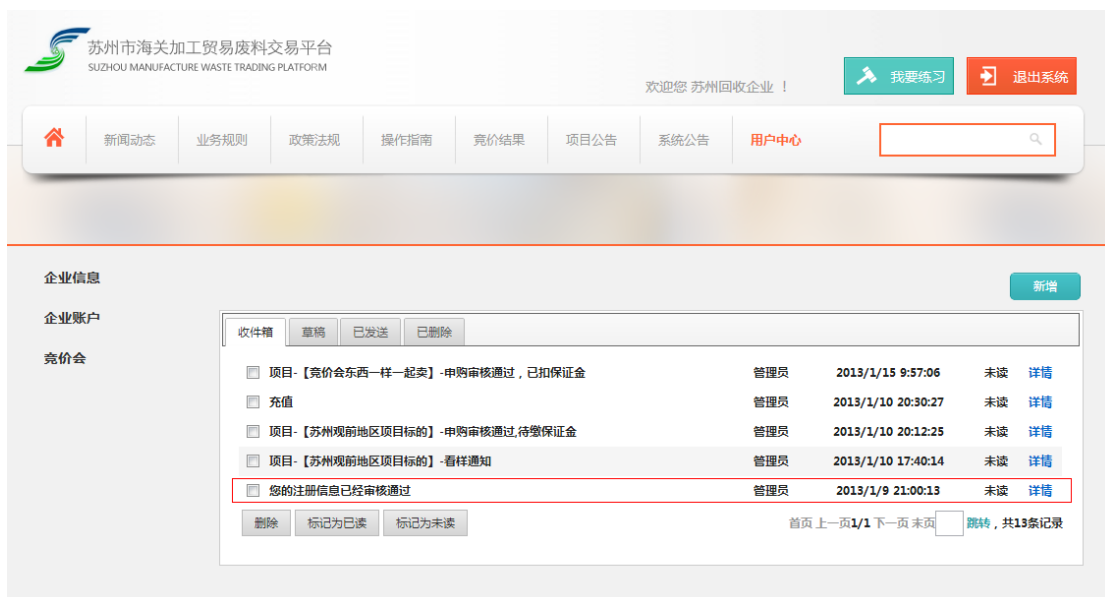 苏州市海关加工贸易废料交易平台
SUZHOU MANUFACTURE WASTE TRADING PLATFORM
欢迎您 苏州回收企业 ！
我要练习
退出系统
新闻动态 业务规则 政策法规 操作指南 竞价结果 项目公告 系统公告 用户中心
企业信息
新增
企业账户
收件箱 草稿 已发送 已删除
竞价会
项目-【竞价会东西一样一起卖】-申购审核通过，已扣保证金 管理员 2013/1/15 9:57:06 未读 详情
充值 管理员 2013/1/10 20:30:27 未读 详情
项目-【苏州观前地区项目标的】-申购审核通过,待缴保证金 管理员 2013/1/10 20:12:25 未读 详情
项目-【苏州观前地区项目标的】-看样通知 管理员 2013/1/10 17:40:14 未读 详情
您的注册信息已经审核通过 管理员 2013/1/9 21:00:13 未读 详情
删除 标记为已读 标记为未读 首页 上一页1/1 下一页 末页 跳转，共13条记录